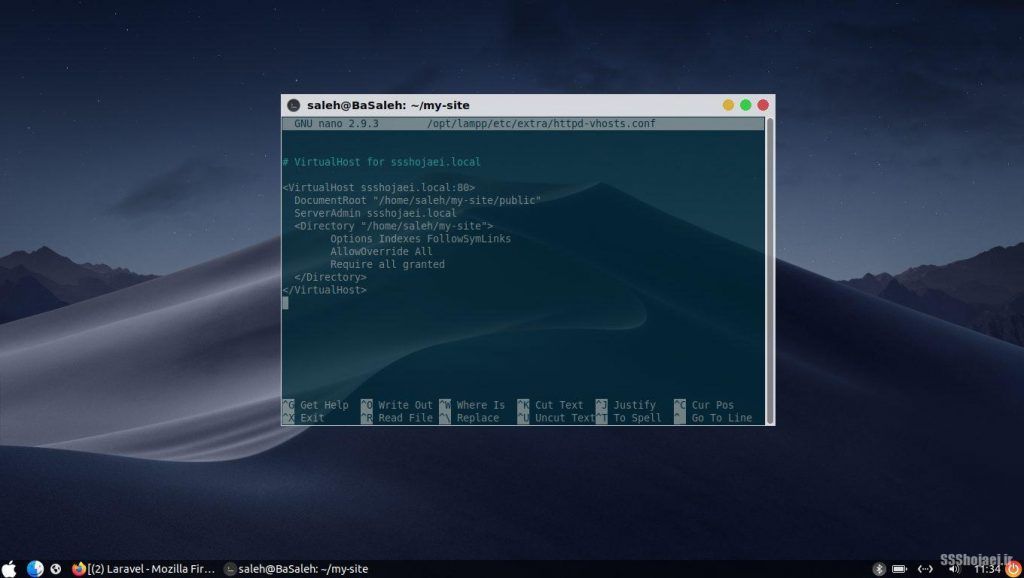 saleh@BaSaleh: ~/my-site
GNU nano 2.9.3 /opt/lampp/etc/extra/httpd-vhosts.conf
# VirtualHost for ssshojaei.local
<VirtualHost ssshojaei.local:80>
DocumentRoot "/home/saleh/my-site/public"
ServerAdmin ssshojaei.local
<Directory "/home/saleh/my-site">
Options Indexes FollowSymLinks
AllowOverride All
Require all granted
</Directory>
</VirtualHost>
^G Get Help ^O Write Out ^W Where Is ^K Cut Text ^J Justify ^C Cur Pos
^X Exit ^R Read File ^\ Replace ^U Uncut Text ^T To Spell ^_ Go To Line
SSShojaei.ir
[(2) Laravel - Mozilla Fir... saleh@BaSaleh: ~/my-site 11:34